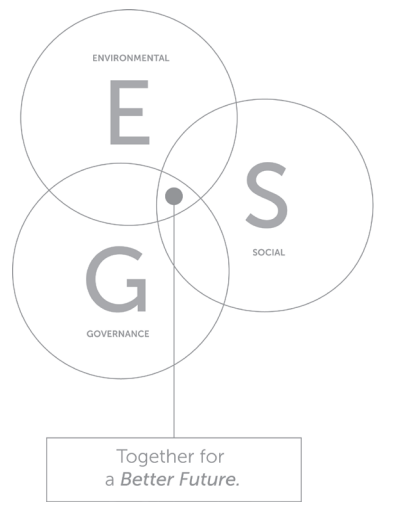 ENVIRONMENTAL
E
S
SOCIAL
G
GOVERNANCE
Together for
a Better Future.